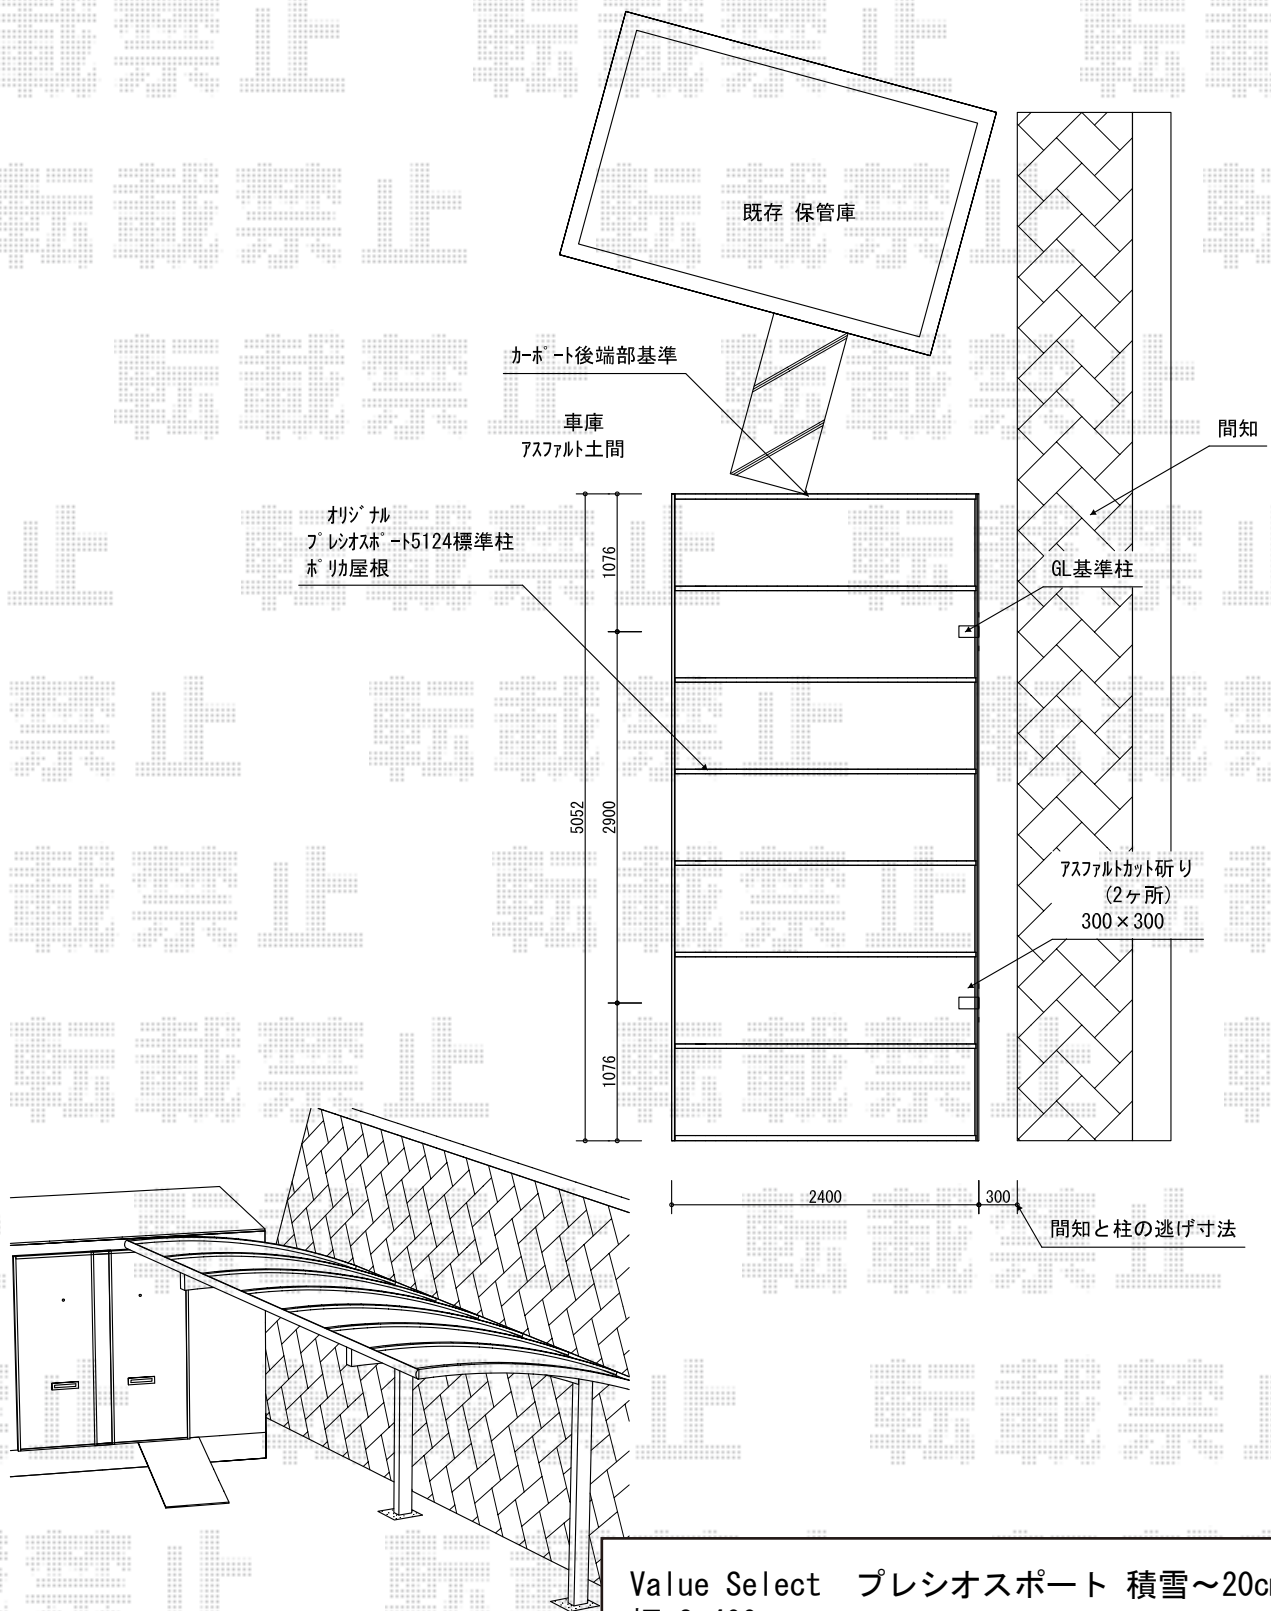 既存 保管庫
ｶｰﾎﾟｰﾄ後端部基準
車庫
ｱｽﾌｧﾙﾄ土間
間知
ｵﾘｼﾞﾅﾙ
ﾌﾟﾚｼｵｽﾎﾟｰﾄ5124標準柱
ﾎﾟﾘｶ屋根
1076
GL基準柱
5052
2900
ｱｽﾌｧﾙﾄｶｯﾄ斫り
(2ヶ所)
300×300
1076
2400
300
間知と柱の逃げ寸法
Value Select　プレシオスポート 積雪～20cm
転載禁止